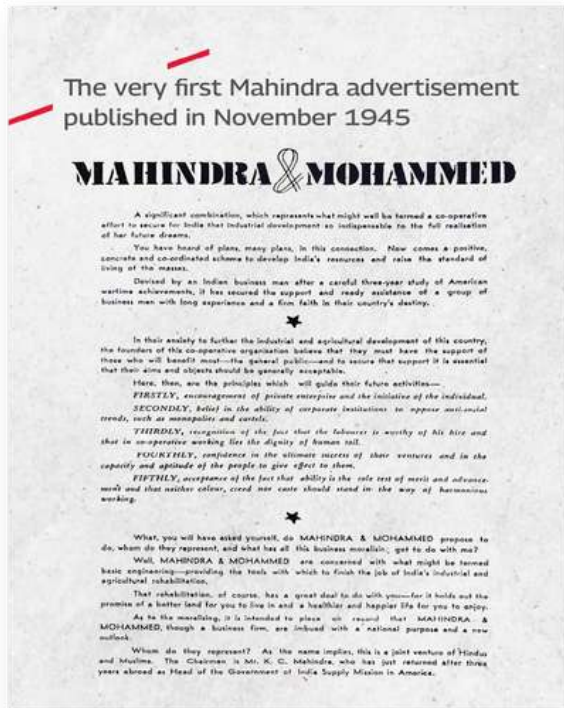 The very first Mahindra advertisement
published in November 1945
MAHINDRA & MOHAMMED
A significant combination, which represents what might well be termed a co-operative
effort to secure for India that industrial development so indispensable to the full realisation
of her future dreams.
You have heard of plans, many plans, in this connection. Now comes a positive,
concrete and co-ordinated scheme to develop India's resources and raise the standard of
living of the masses.
Devised by an Indian business man after a careful three-year study of American
wartime achievements, it has secured the support and ready assistance of a group of
business men with long experience and a firm faith in their country's destiny.
In their anxiety to further the industrial and agricultural development of this country,
the founders of this co-operative organisation believe that they must have the support of
those who will benefit most—the general public—and to secure that support it is essential
that their aims and objects should be generally acceptable.
Here, then, are the principles which will guide their future activities—
FIRSTLY, encouragement of private enterprise and the initiative of the individual.
SECONDLY, belief in the ability of corporate institutions to oppose anti-social
trends, such as monopolies and cartels.
THIRDLY, recognition of the fact that the labourer is worthy of his hire and
that in co-operative working lies the dignity of human toil.
FOURTHLY, confidence in the ultimate success of their ventures and in the
capacity and aptitude of the people to give effect to them.
FIFTHLY, acceptance of the fact that ability is the sole test of merit and advance-
ment and that neither colour, creed nor caste should stand in the way of harmonious
working.
What, you will have asked yourself, do MAHINDRA & MOHAMMED propose to
do, whom do they represent, and what has all this business moralising got to do with me?
Well, MAHINDRA & MOHAMMED are concerned with what might be termed
basic engineering—providing the tools with which to finish the job of India's industrial and
agricultural rehabilitation.
That rehabilitation, of course, has a great deal to do with you—for it holds out the
promise of a better land for you to live in and a healthier and happier life for you to enjoy.
As to the moralising, it is intended to place on record that MAHINDRA &
MOHAMMED, though a business firm, are imbued with a national purpose and a new
outlook.
Whom do they represent? As the name implies, this is a joint venture of Hindus
and Muslims. The Chairman is Mr. K. C. Mahindra, who has just returned after three
years abroad as Head of the Government of India Supply Mission in America.